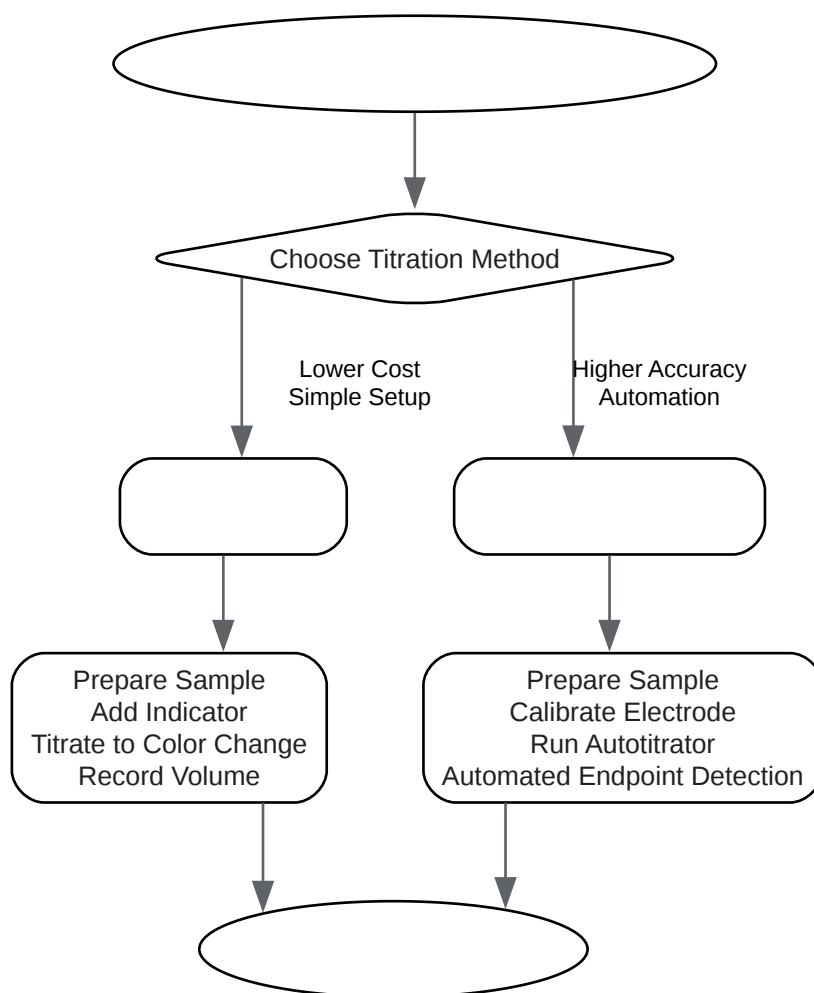 Choose Titration Method
Lower Cost
Simple Setup
Higher Accuracy
Automation
Prepare Sample
Add Indicator
Titrate to Color Change
Record Volume
Prepare Sample
Calibrate Electrode
Run Autotitrator
Automated Endpoint Detection